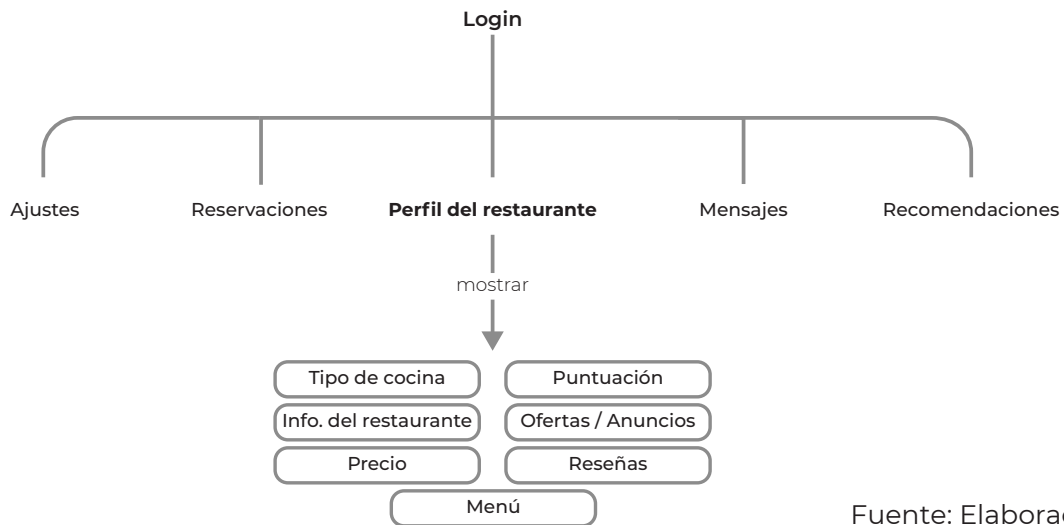 Login
Ajustes
Reservaciones
Perfil del restaurante
Mensajes
Recomendaciones
mostrar
Tipo de cocina
Puntuación
Info. del restaurante
Ofertas / Anuncios
Precio
Reseñas
Menú
Fuente: